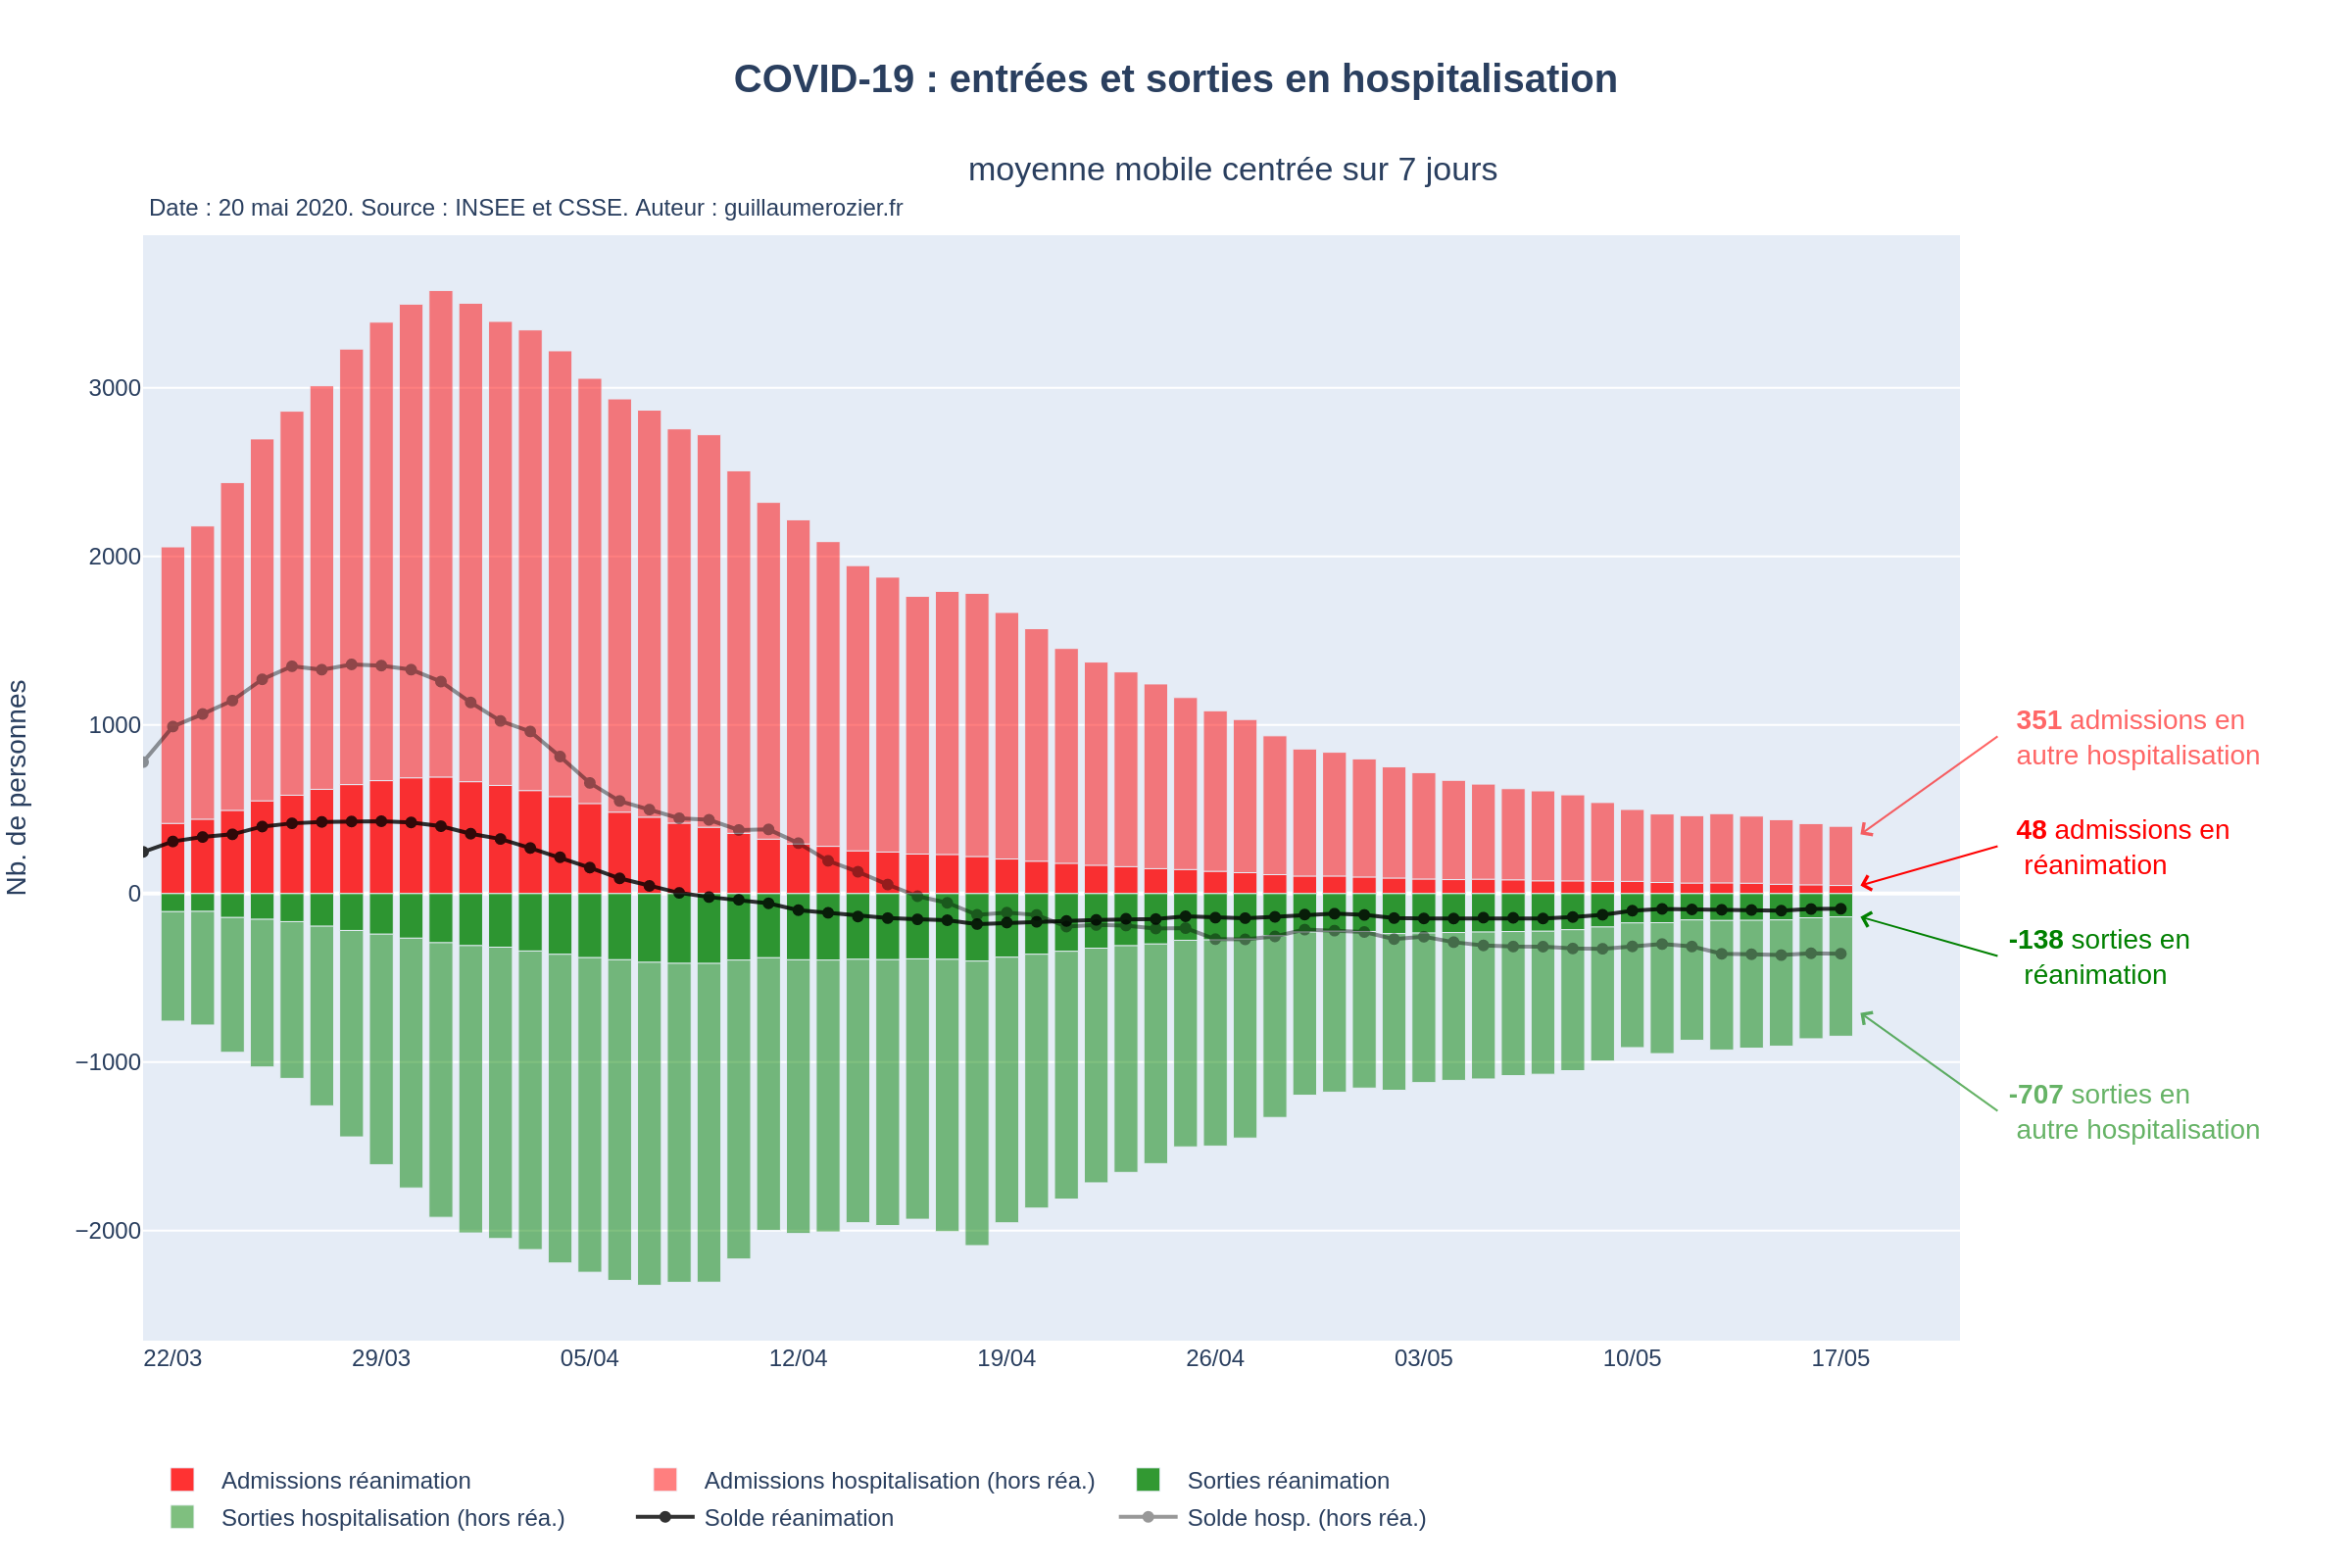 COVID-19 : entrées et sorties en hospitalisation
moyenne mobile centrée sur 7 jours
Date : 20 mai 2020. Source : INSEE et CSSE. Auteur : guillaumerozier.fr
Nb. de personnes
3000
2000
1000
0
−1000
−2000
22/03 29/03 05/04 12/04 19/04 26/04 03/05 10/05 17/05
351 admissions en
autre hospitalisation
48 admissions en
réanimation
-138 sorties en
réanimation
-707 sorties en
autre hospitalisation
Admissions réanimation Admissions hospitalisation (hors réa.) Sorties réanimation
Sorties hospitalisation (hors réa.) Solde réanimation Solde hosp. (hors réa.)